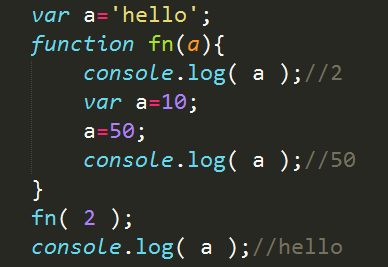 var a='hello';
function fn(a){
    console.log( a );//2
    var a=10;
    a=50;
    console.log( a );//50
}
fn( 2 );
console.log( a );//hello